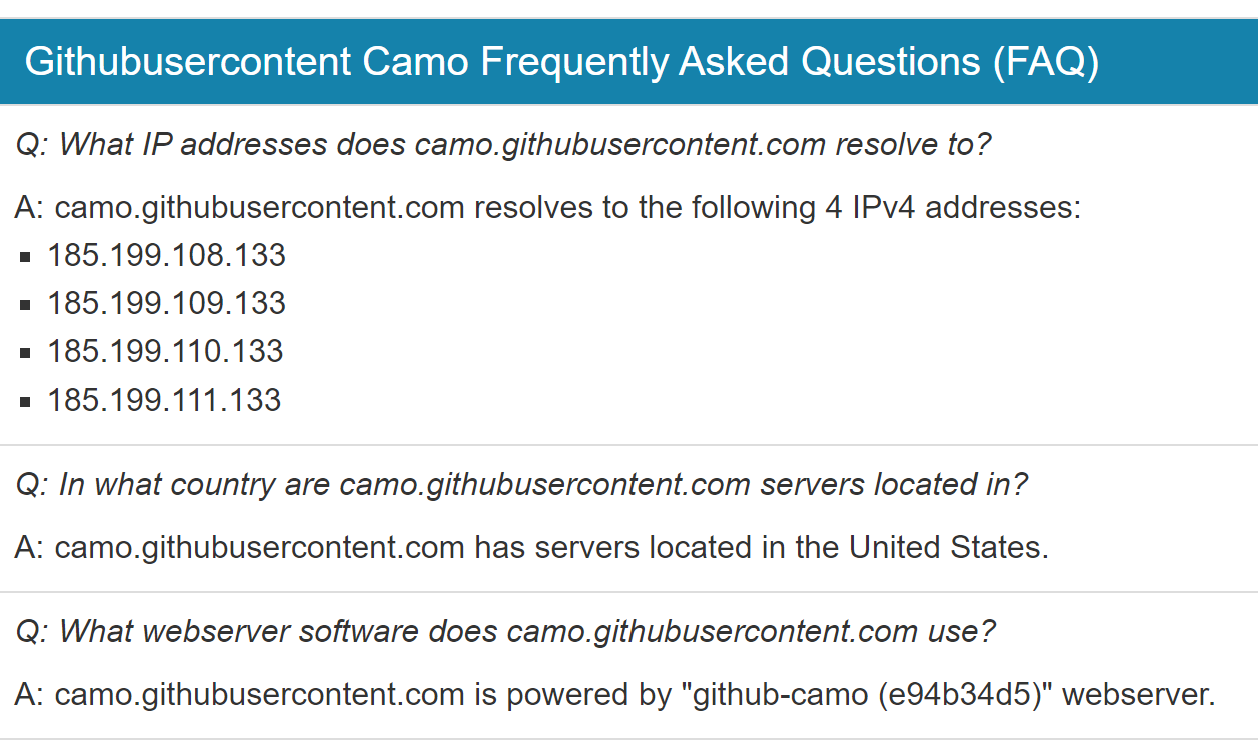 Githubusercontent Camo Frequently Asked Questions (FAQ)
Q: What IP addresses does camo.githubusercontent.com resolve to?
A: camo.githubusercontent.com resolves to the following 4 IPv4 addresses:
▪ 185.199.108.133
▪ 185.199.109.133
▪ 185.199.110.133
▪ 185.199.111.133
Q: In what country are camo.githubusercontent.com servers located in?
A: camo.githubusercontent.com has servers located in the United States.
Q: What webserver software does camo.githubusercontent.com use?
A: camo.githubusercontent.com is powered by "github-camo (e94b34d5)" webserver.